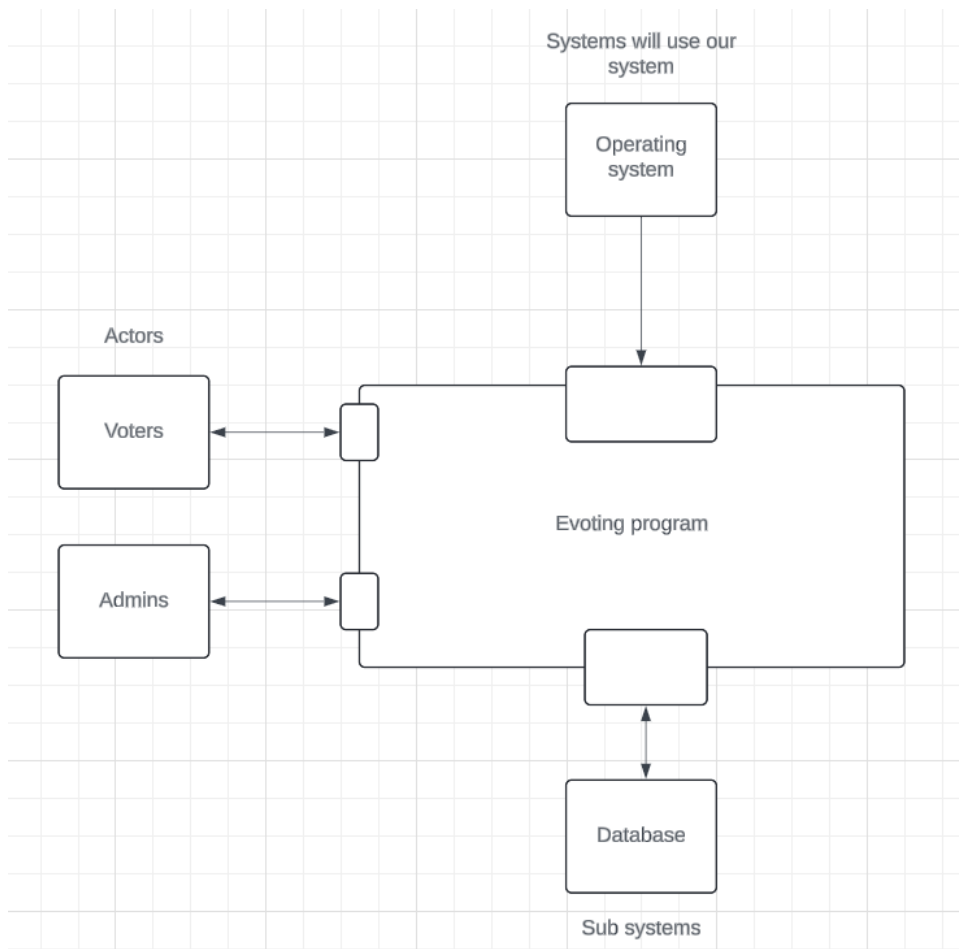 Systems will use our
system
Operating
system
Actors
Voters
Evoting program
Admins
Database
Sub systems